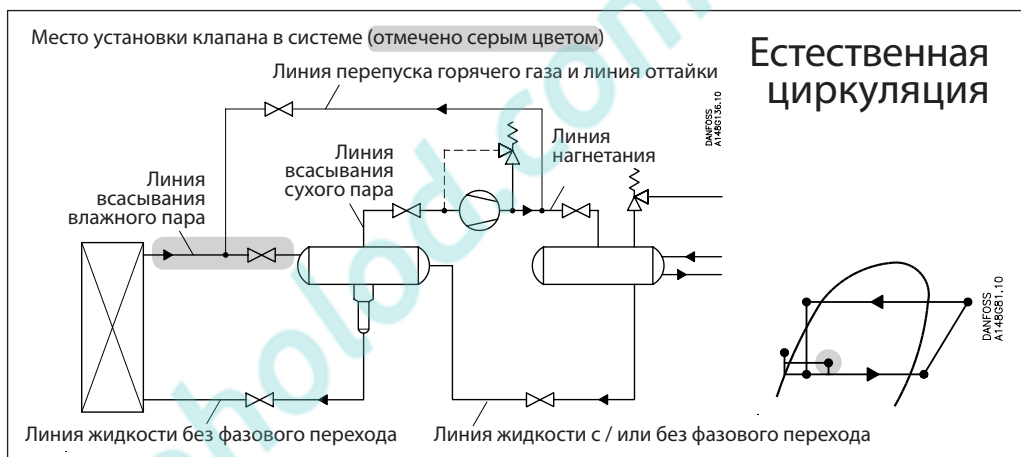 Место установки клапана в системе (отмечено серым цветом)
Естественная
циркуляция
Линия перепуска горячего газа и линия оттайки
DANFOSS
A148G136.10
Линия
всасывания
сухого пара
Линия
нагнетания
Линия
всасывания
влажного пара
DANFOSS
A148G81.10
Линия жидкости без фазового перехода
Линия жидкости с / или без фазового перехода
oholod.com